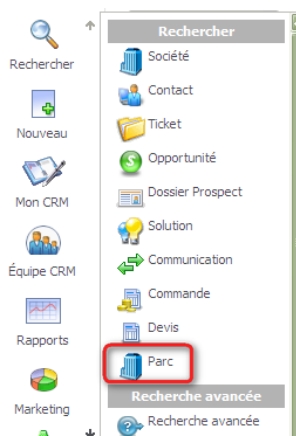 Rechercher
Nouveau
Mon CRM
Équipe CRM
Rapports
Marketing
Rechercher
Société
Contact
Ticket
Opportunité
Dossier Prospect
Solution
Communication
Commande
Devis
Parc
Recherche avancée
Recherche avancée